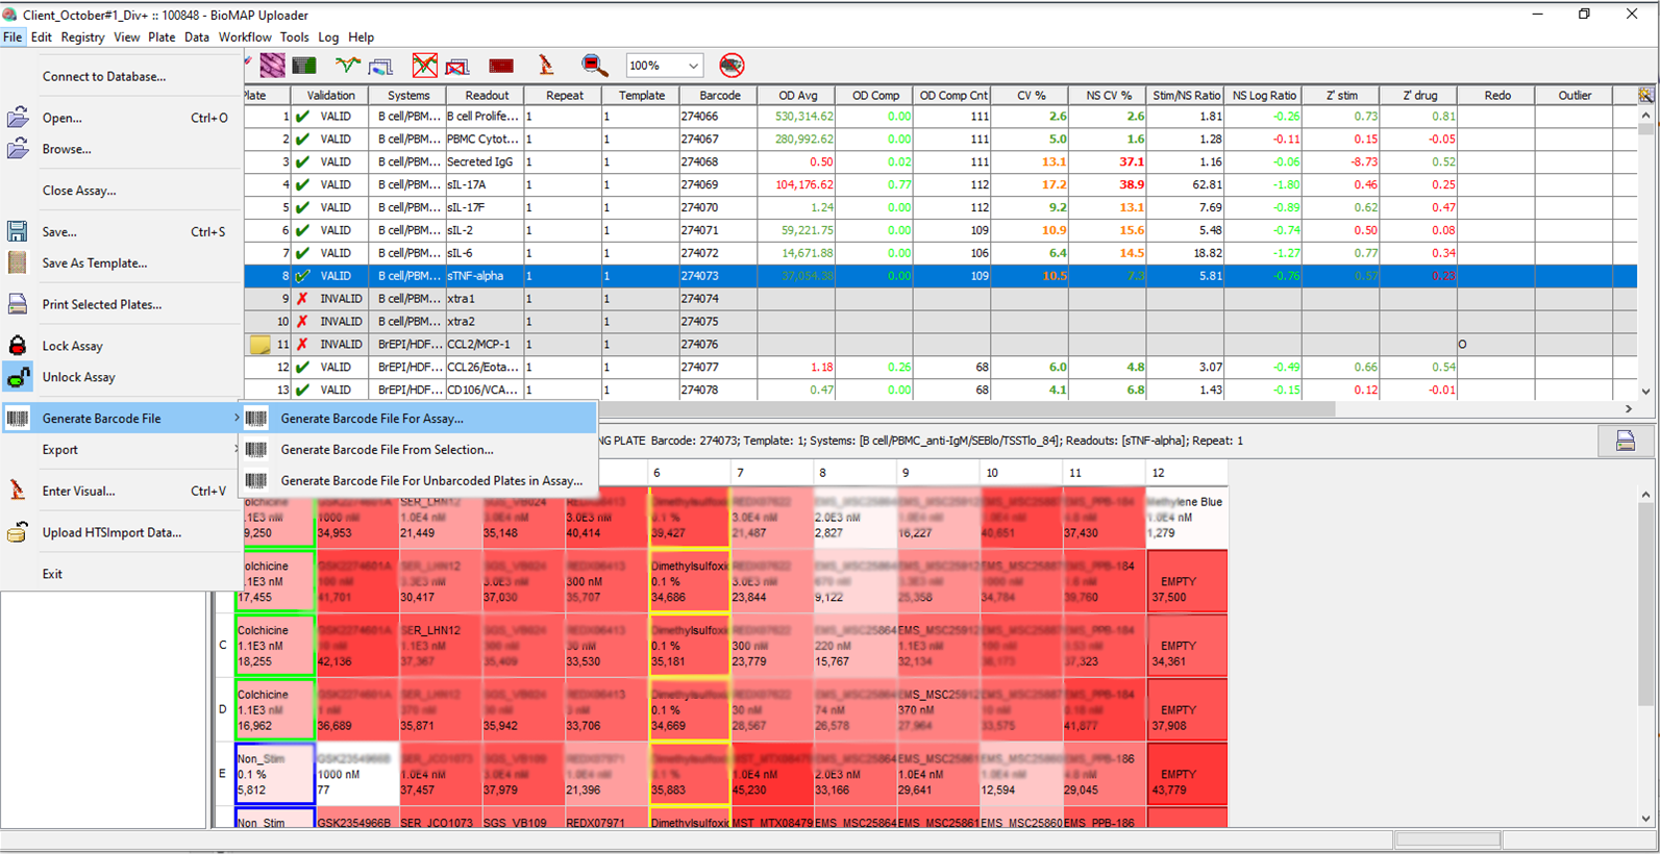 Client_October#1_Div+ :: 100848 - BioMAP Uploader
File Edit Registry View Plate Data Workflow Tools Log Help
Connect to Database...
Open... Ctrl+O
Browse...
Close Assay...
Save... Ctrl+S
Save As Template...
Print Selected Plates...
Lock Assay
Unlock Assay
Generate Barcode File
Export
Enter Visual... Ctrl+V
Upload HTSImport Data...
Exit
Generate Barcode File For Assay...
Generate Barcode File From Selection...
Generate Barcode File For Unbarcoded Plates in Assay...
100%
Plate Validation Systems Readout Repeat Template Barcode OD Avg OD Comp OD Comp Cnt CV % NS CV % Stim/NS Ratio NS Log Ratio Z' stim Z' drug Redo Outlier
1 VALID B cell/PBM... B cell Prolife... 1 1 274066 530,314.62 0.00 111 2.6 2.6 1.81 -0.26 0.73 0.81
2 VALID B cell/PBM... PBMC Cytot... 1 1 274067 280,992.62 0.00 111 5.0 1.6 1.28 -0.11 0.15 -0.05
3 VALID B cell/PBM... Secreted IgG 1 1 274068 0.50 0.02 111 13.1 37.1 1.16 -0.06 -8.73 0.52
4 VALID B cell/PBM... sIL-17A 1 1 274069 104,176.62 0.77 112 17.2 38.9 62.81 -1.80 0.46 0.25
5 VALID B cell/PBM... sIL-17F 1 1 274070 1.24 0.00 111 9.2 13.1 7.69 -0.89 0.62 0.47
6 VALID B cell/PBM... sIL-2 1 1 274071 59,221.75 0.00 109 10.9 15.6 5.48 -0.74 0.50 0.08
7 VALID B cell/PBM... sIL-6 1 1 274072 14,671.88 0.00 106 6.4 14.5 18.82 -1.27 0.77 0.34
8 VALID B cell/PBM... sTNF-alpha 1 1 274073 37,054.38 0.00 109 10.5 7.3 5.81 -0.76 0.57 0.23
9 INVALID B cell/PBM... xtra1 1 1 274074
10 INVALID B cell/PBM... xtra2 1 1 274075
11 INVALID BrEPI/HDF... CCL2/MCP-1 1 1 274076 O
12 VALID BrEPI/HDF... CCL26/Eota... 1 1 274077 1.18 0.26 68 6.0 4.8 3.07 -0.49 0.66 0.54
13 VALID BrEPI/HDF... CD106/VCA... 1 1 274078 0.47 0.00 68 4.1 6.8 1.43 -0.15 0.12 -0.01
NG PLATE Barcode: 274073; Template: 1; Systems: [B cell/PBMC_anti-IgM/SEBlo/TSSTlo_84]; Readouts: [sTNF-alpha]; Repeat: 1
6 7 8 9 10 11 12
Colchicine Methylene Blue
.1E3 nM 1000 nM 1.0E4 nM 3.0E3 nM 3.0E4 nM 2.0E3 nM 1.0E4 nM
9,250 34,953 21,449 35,148 40,414 39,427 21,487 2,827 16,227 40,651 37,430 1,279
Colchicine Dimethylsulfoxi
.1E3 nM 3.0E3 nM 300 nM 0.1 % 3.0E3 nM EMPTY
17,455 41,701 30,417 37,030 35,707 34,686 23,844 9,122 25,358 34,784 39,760 37,500
C
Colchicine SER_LHN12 Dimethylsulfoxi
1.1E3 nM 1.1E3 nM 0.1 % 300 nM 220 nM 1.1E3 nM EMPTY
18,255 42,136 37,367 35,409 33,530 35,181 23,779 15,767 32,134 38,173 37,323 34,361
D
Colchicine Dimethylsulfoxi EMS_MSC25912
1.1E3 nM 0.1 % 30 nM 74 nM 370 nM EMPTY
16,962 36,689 35,871 35,942 33,706 34,669 28,567 26,578 27,964 33,575 41,877 37,908
E
Non_Stim
0.1 % 1000 nM 1.0E4 nM 1.0E4 nM 2.0E3 nM 1.0E4 nM EMPTY
5,812 77 37,457 37,979 21,396 35,883 45,230 33,166 29,641 12,594 29,045 43,779
Non_Stim GSK2354966B SER_JCO1073 SGS_VB109 REDX07971 Dimethylsulfoxi MST_MTX08479 EMS_MSC25864 EMS_MSC25861 EMS_MSC25860 EMS_PPB-186